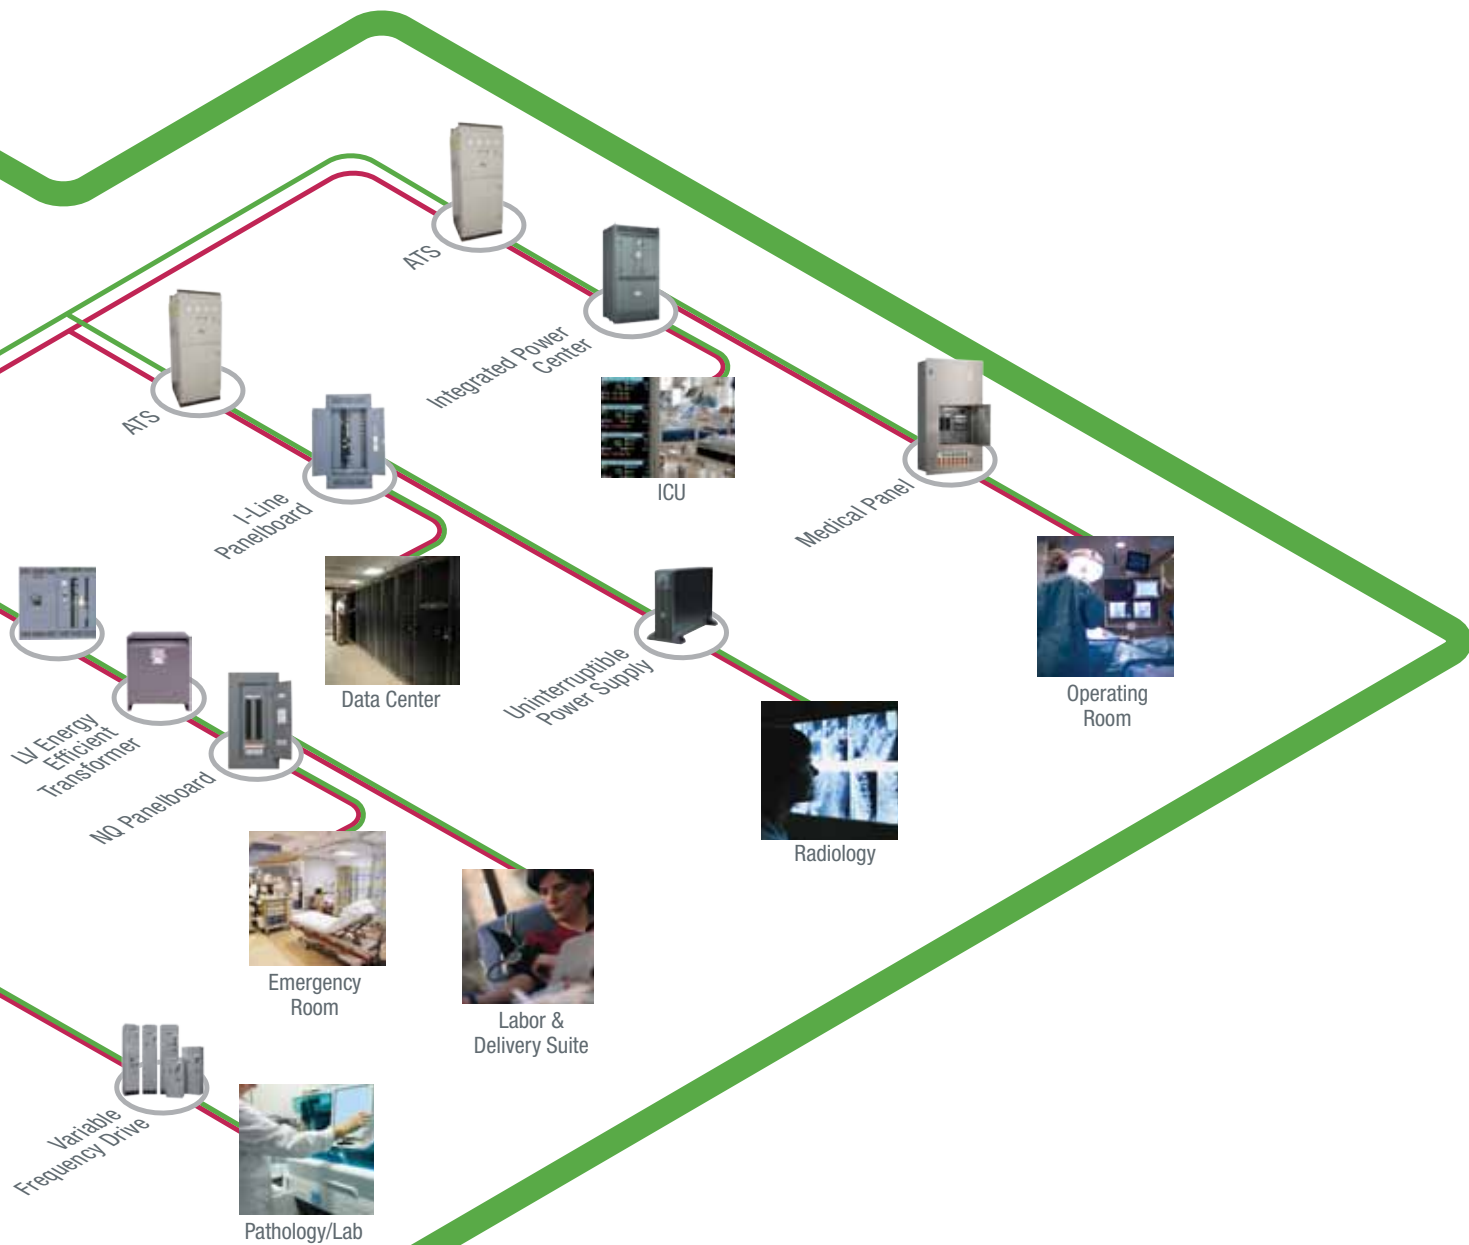 ATS
Integrated Power
Center
ATS
ICU
I-Line
Panelboard
Medical Panel
Operating
Room
Data Center
Uninterruptible
Power Supply
LV Energy
Efficient
Transformer
NQ Panelboard
Radiology
Emergency
Room
Labor &
Delivery Suite
Variable
Frequency Drive
Pathology/Lab